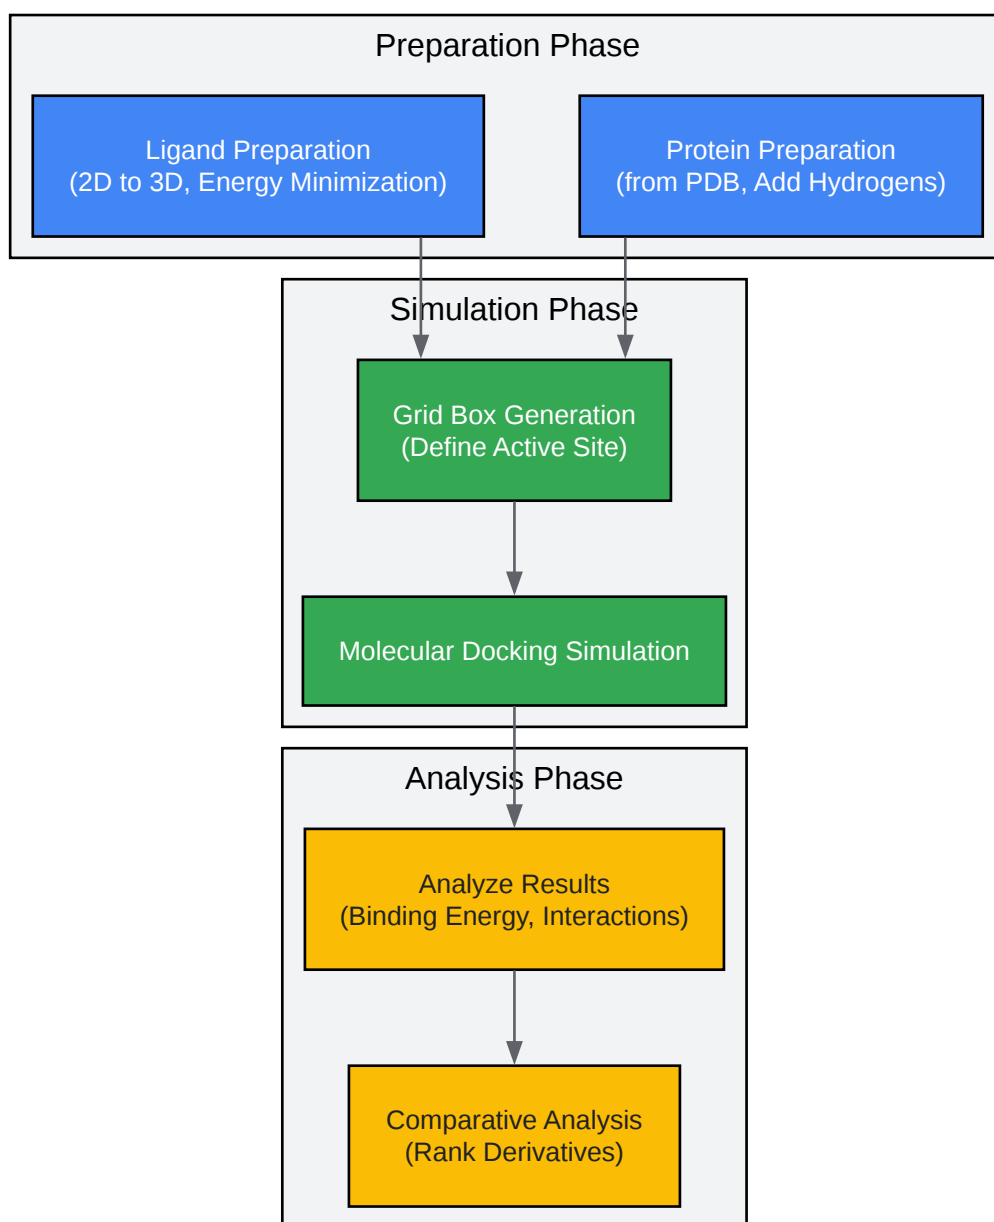 Preparation Phase
Ligand Preparation
(2D to 3D, Energy Minimization)
Protein Preparation
(from PDB, Add Hydrogens)
Simulation Phase
Grid Box Generation
(Define Active Site)
Molecular Docking Simulation
Analysis Phase
Analyze Results
(Binding Energy, Interactions)
Comparative Analysis
(Rank Derivatives)